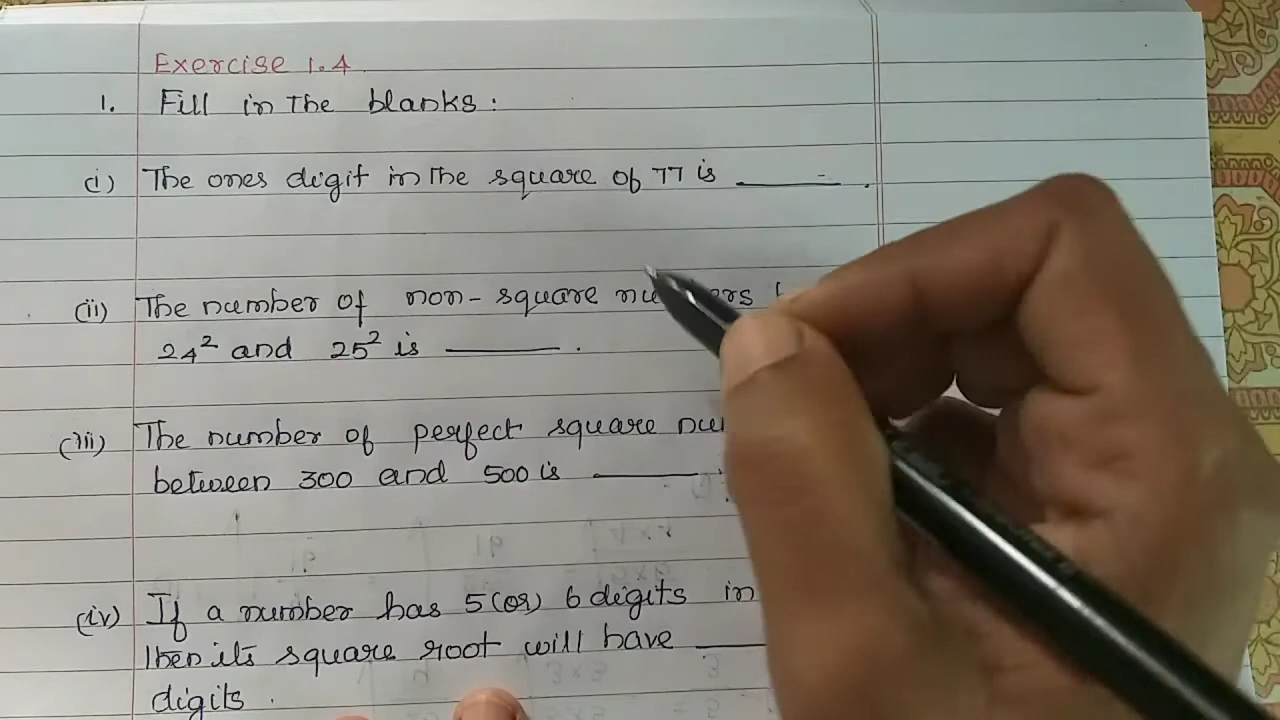 Exercise 1.4
1. Fill in the blanks:
(i) The ones digit in the square of 77 is ______.
(ii) The number of non-square
24² and 25² is ______.
(iii) The number of perfect square
between 300 and 500 is ______
(iv) If a number has 5 (or) 6 digits in
then its square root will have ______
digits.